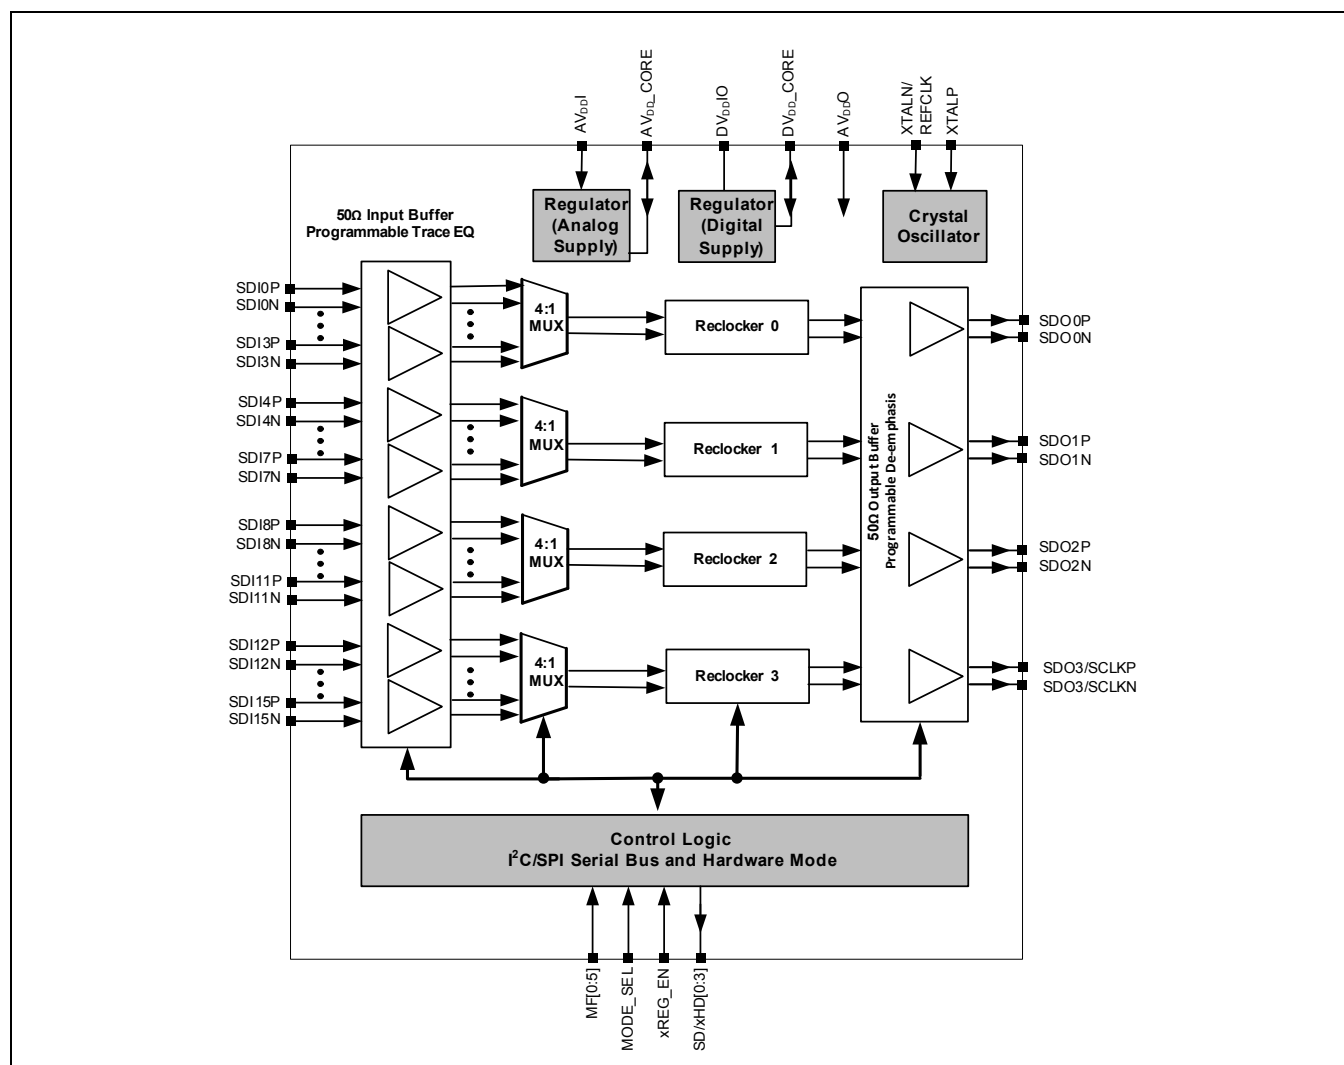 AVDDI
AVDD_CORE
DVDDIO
DVDD_CORE
AVDDO
XTALN/
REFCLK
XTALP
50Ω Input Buffer
Programmable Trace EQ
Regulator
(Analog
Supply)
Regulator
(Digital
Supply)
Crystal
Oscillator
SDI0P
SDI0N
SDI3P
SDI3N
4:1
MUX
Reclocker 0
SDO0P
SDO0N
SDI4P
SDI4N
SDI7P
SDI7N
4:1
MUX
Reclocker 1
50Ω Output Buffer
Programmable De-emphasis
SDO1P
SDO1N
SDI8P
SDI8N
SDI11P
SDI11N
4:1
MUX
Reclocker 2
SDO2P
SDO2N
SDI12P
SDI12N
SDI15P
SDI15N
4:1
MUX
Reclocker 3
SDO3/SCLKP
SDO3/SCLKN
Control Logic
I²C/SPI Serial Bus and Hardware Mode
MF[0:5]
MODE_SEL
xREG_EN
SD/xHD[0:3]